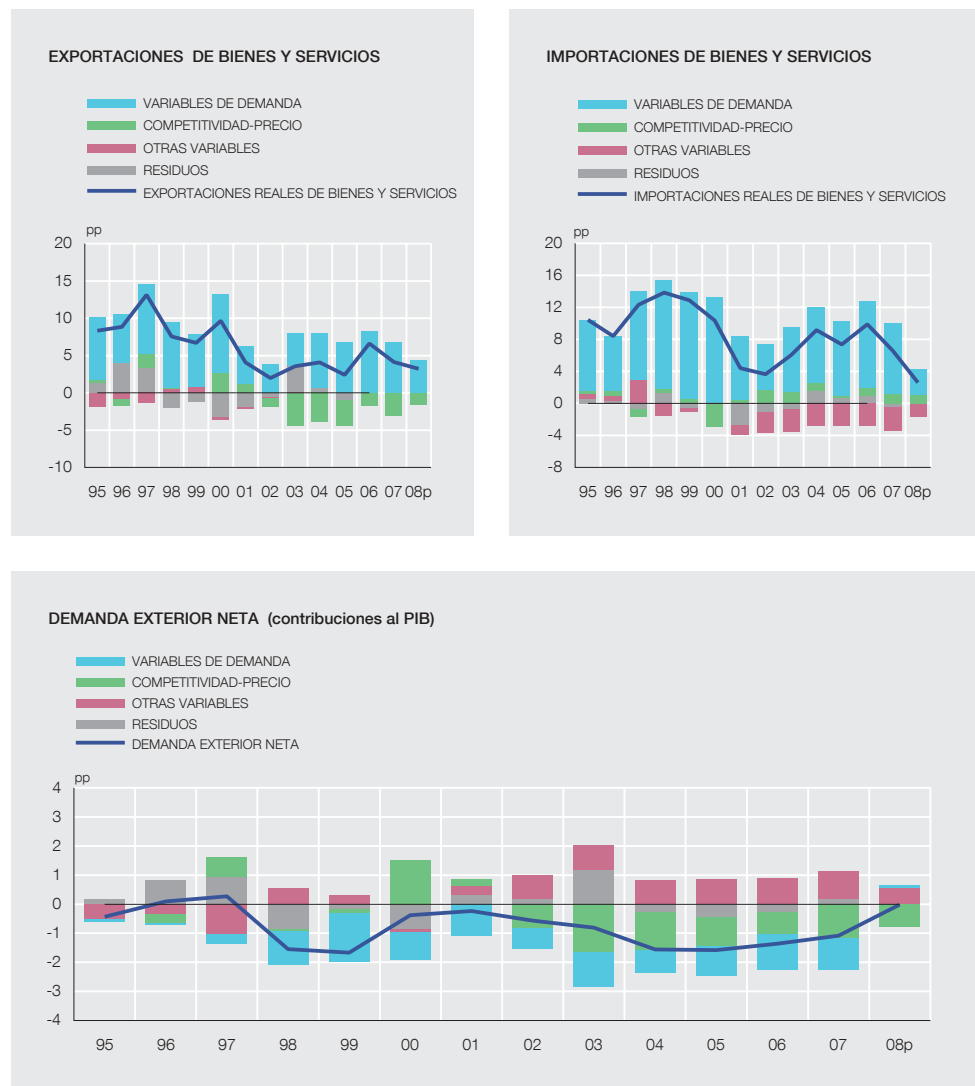 EXPORTACIONES DE BIENES Y SERVICIOS
VARIABLES DE DEMANDA
COMPETITIVIDAD-PRECIO
OTRAS VARIABLES
RESIDUOS
EXPORTACIONES REALES DE BIENES Y SERVICIOS
pp
20
15
10
5
0
-5
-10
95 96 97 98 99 00 01 02 03 04 05 06 07 08p
IMPORTACIONES DE BIENES Y SERVICIOS
VARIABLES DE DEMANDA
COMPETITIVIDAD-PRECIO
OTRAS VARIABLES
RESIDUOS
IMPORTACIONES REALES DE BIENES Y SERVICIOS
pp
20
16
12
8
4
0
-4
-8
95 96 97 98 99 00 01 02 03 04 05 06 07 08p
DEMANDA EXTERIOR NETA (contribuciones al PIB)
VARIABLES DE DEMANDA
COMPETITIVIDAD-PRECIO
OTRAS VARIABLES
RESIDUOS
DEMANDA EXTERIOR NETA
pp
4
3
2
1
0
-1
-2
-3
-4
95 96 97 98 99 00 01 02 03 04 05 06 07 08p